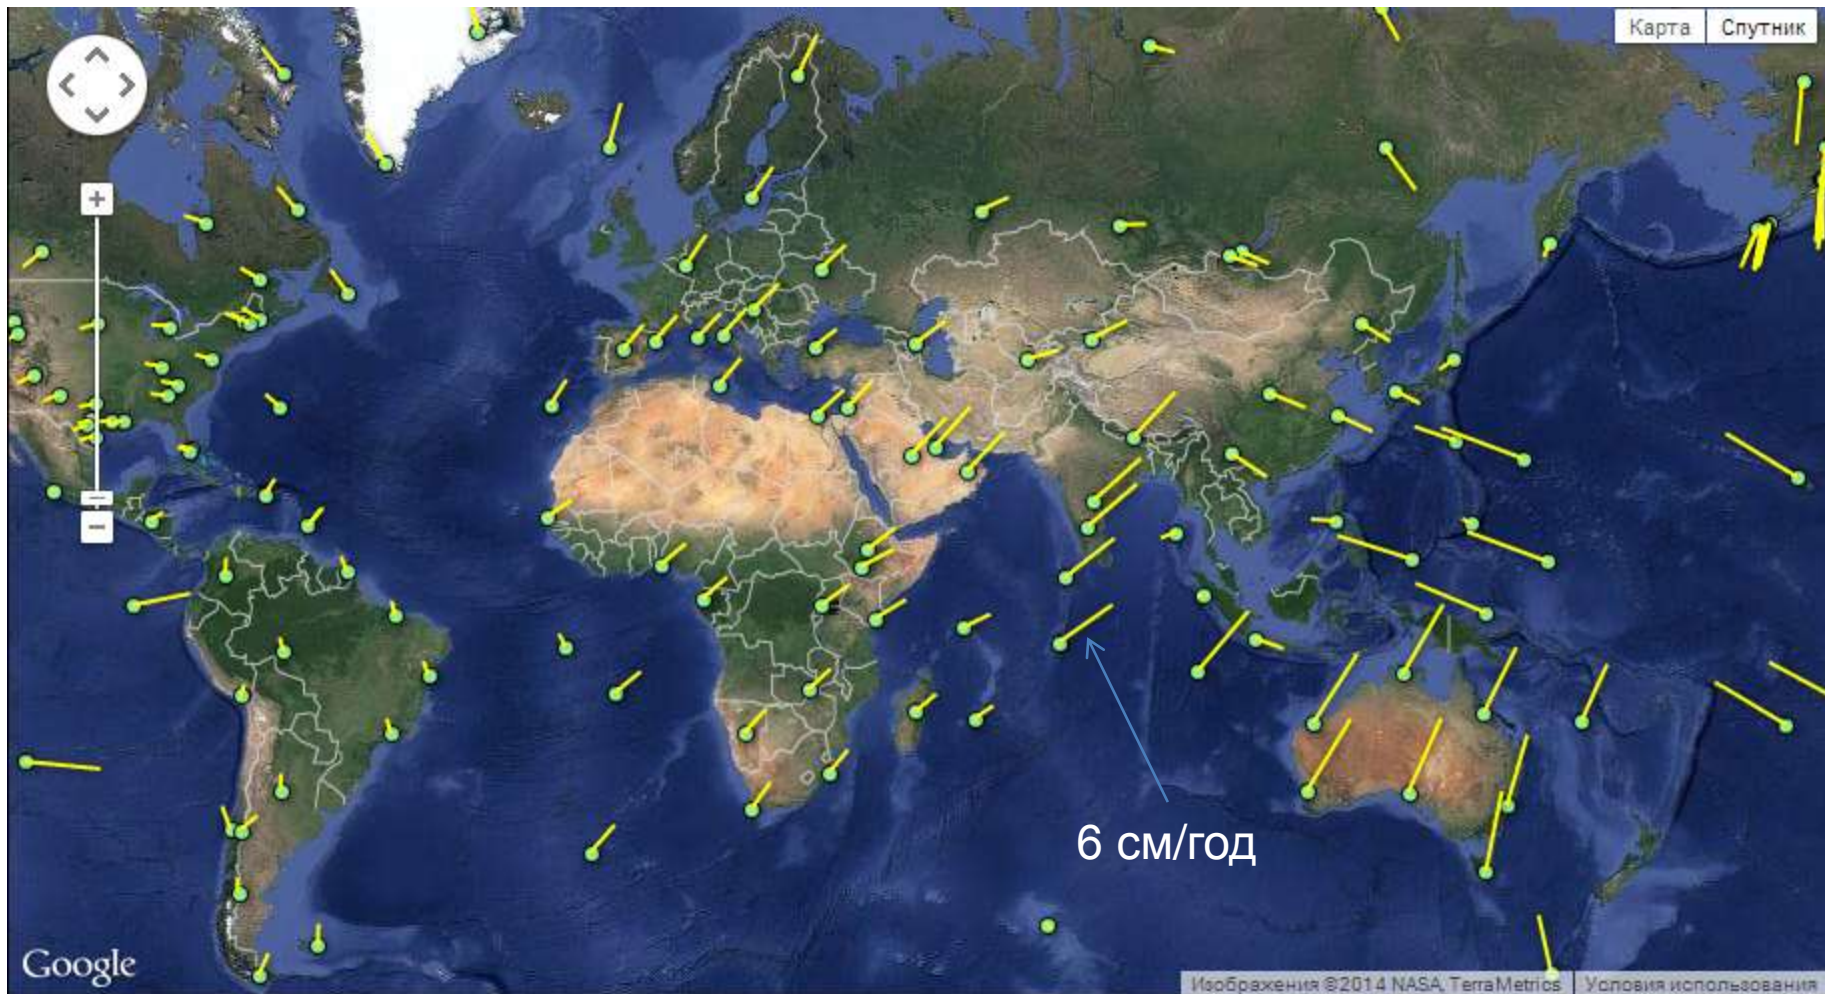 Карта
Спутник
+
−
6 см/год
Google
Изображения ©2014 NASA, TerraMetrics
Условия использования